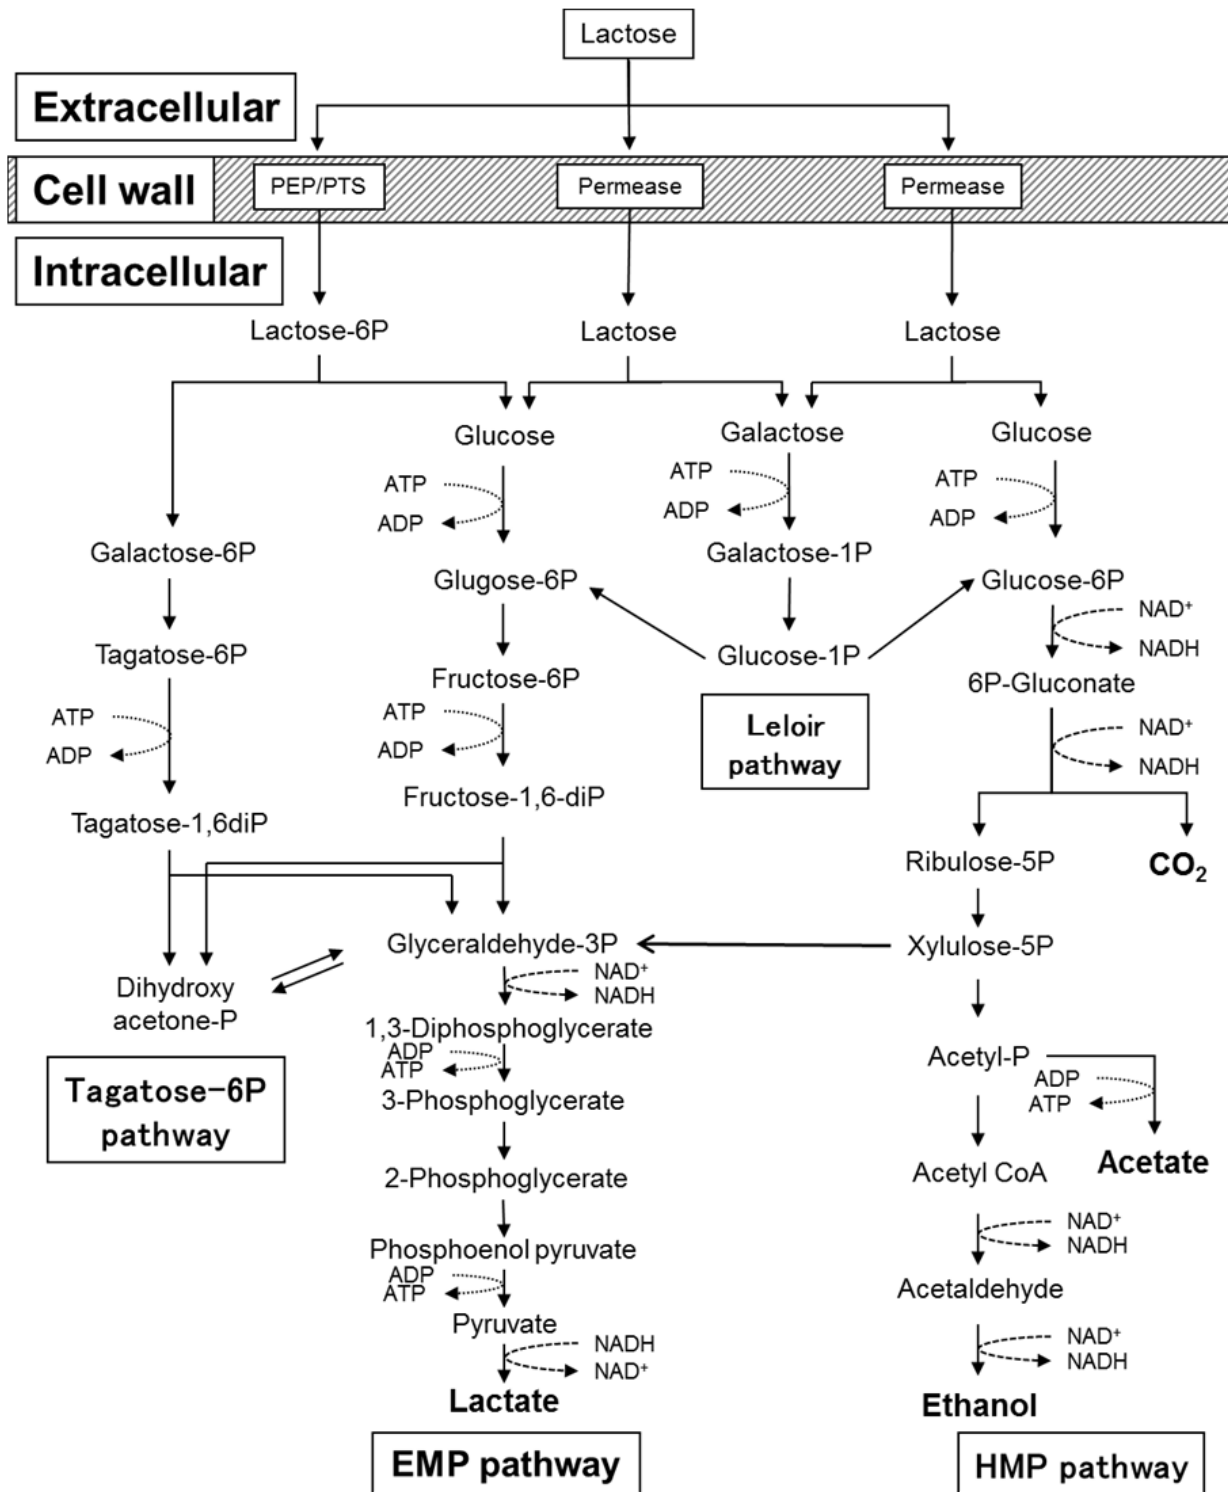 Lactose
Extracellular
Cell wall
PEP/PTS
Permease
Permease
Intracellular
Lactose-6P
Lactose
Lactose
Glucose
Galactose
Glucose
ATP
ADP
ATP
ADP
ATP
ADP
Galactose-6P
Glugose-6P
Galactose-1P
Glucose-6P
NAD+
NADH
Tagatose-6P
Fructose-6P
Glucose-1P
6P-Gluconate
ATP
ADP
ATP
ADP
Leloir
pathway
NAD+
NADH
Tagatose-1,6diP
Fructose-1,6-diP
Ribulose-5P
CO2
Glyceraldehyde-3P
Xylulose-5P
NAD+
NADH
Dihydroxy
acetone-P
1,3-Diphosphoglycerate
ADP
ATP
Acetyl-P
ADP
ATP
Tagatose-6P
pathway
3-Phosphoglycerate
2-Phosphoglycerate
Acetyl CoA
Acetate
NAD+
NADH
Phosphoenol pyruvate
ADP
ATP
Acetaldehyde
Pyruvate
NADH
NAD+
NAD+
NADH
Lactate
Ethanol
EMP pathway
HMP pathway